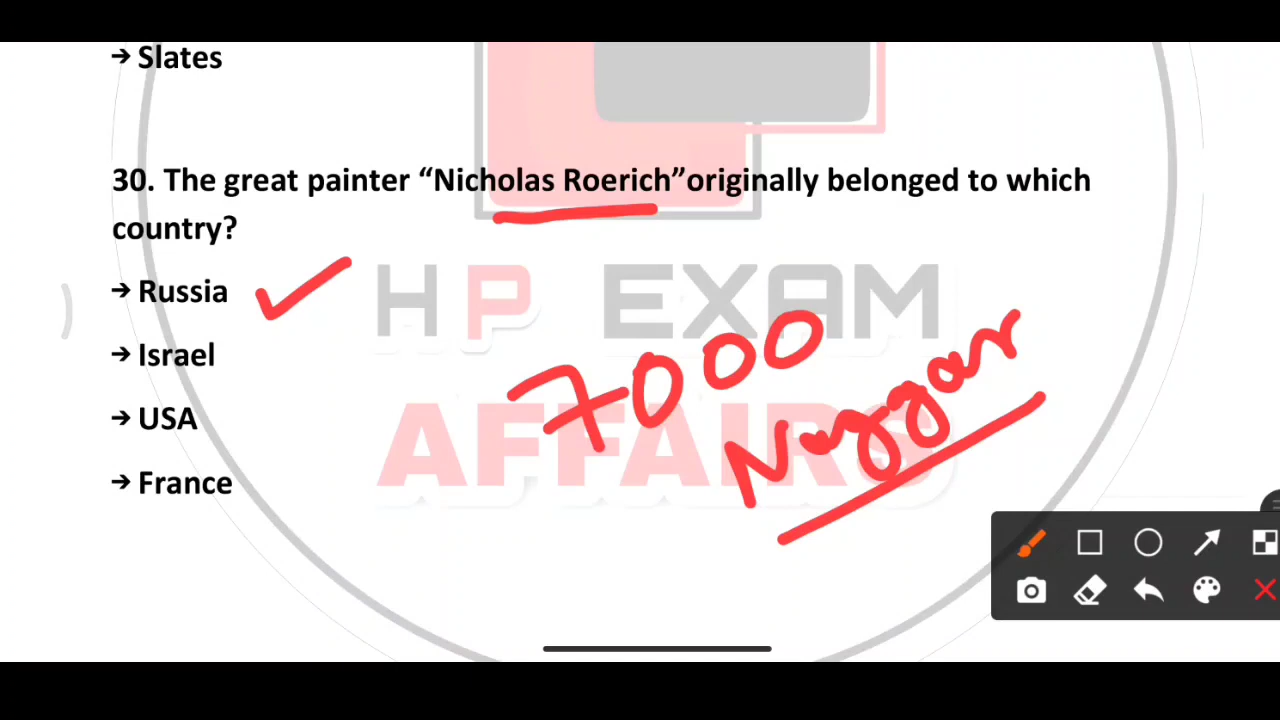 → Slates
30. The great painter “Nicholas Roerich”originally belonged to which
country?
→ Russia
→ Israel
→ USA
→ France
HP EXAM
AFFAIRS
7000
Naggar